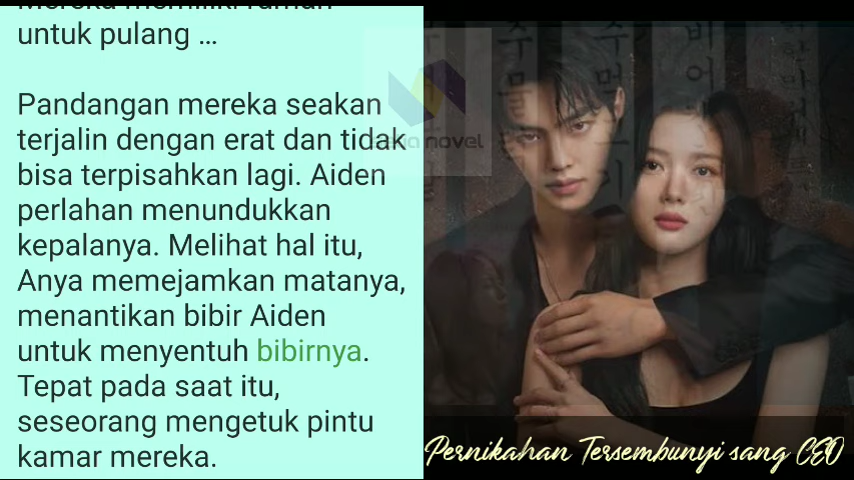 untuk pulang ...
Pandangan mereka seakan
terjalin dengan erat dan tidak
bisa terpisahkan lagi. Aiden
perlahan menundukkan
kepalanya. Melihat hal itu,
Anya memejamkan matanya,
menantikan bibir Aiden
untuk menyentuh bibirnya.
Tepat pada saat itu,
seseorang mengetuk pintu
kamar mereka.
novel
Pernikahan Tersembunyi sang CEO